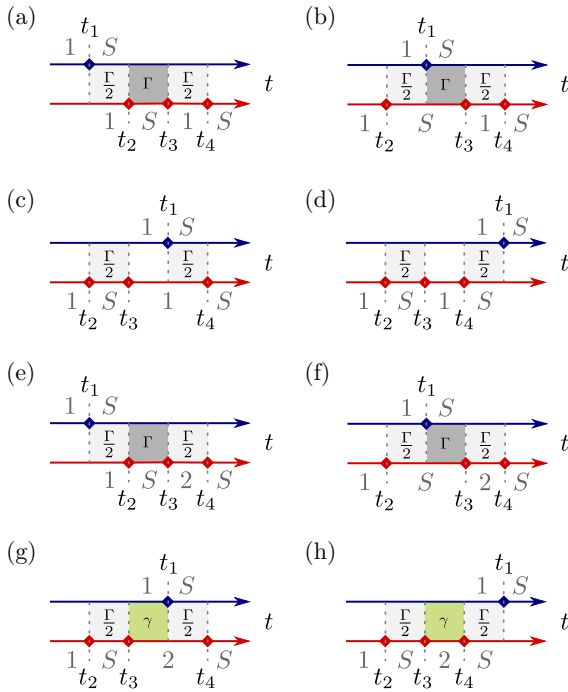 (a)
t₁
1 S
Γ/2 Γ Γ/2
t
1 S 1 S
t₂ t₃ t₄
(b)
t₁
1 S
Γ/2 Γ Γ/2
t
1 S 1 S
t₂ t₃ t₄
(c)
t₁
1 S
Γ/2 Γ/2
t
1 S 1 S
t₂ t₃ t₄
(d)
t₁
1 S
Γ/2 Γ/2
t
1 S 1 S
t₂ t₃ t₄
(e)
t₁
1 S
Γ/2 Γ Γ/2
t
1 S 2 S
t₂ t₃ t₄
(f)
t₁
1 S
Γ/2 Γ Γ/2
t
1 S 2 S
t₂ t₃ t₄
(g)
t₁
1 S
Γ/2 γ Γ/2
t
1 S 2 S
t₂ t₃ t₄
(h)
t₁
1 S
Γ/2 γ Γ/2
t
1 S 2 S
t₂ t₃ t₄